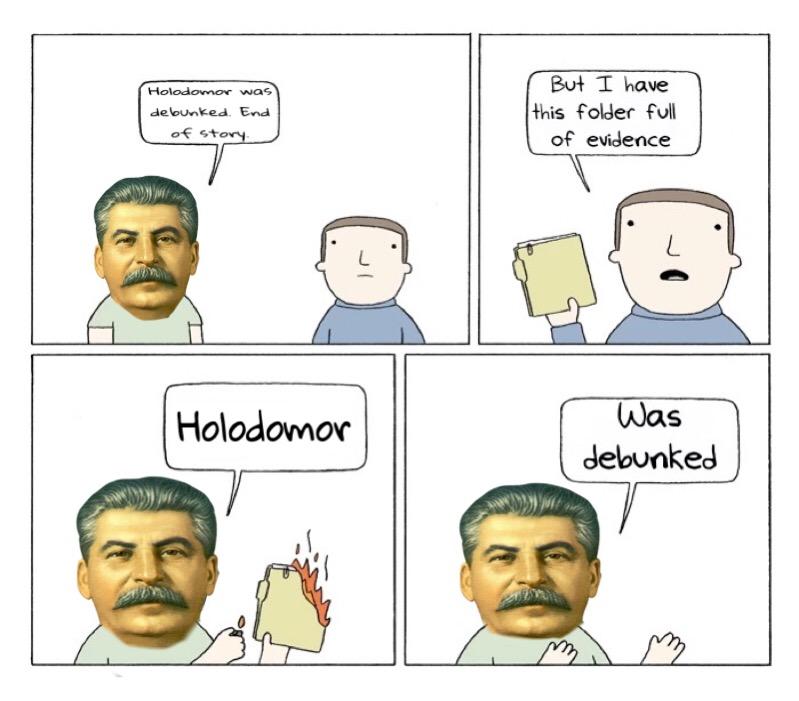 Holodomor was
debunked. End
of story.
But I have
this folder full
of evidence
Holodomor
Was
debunked